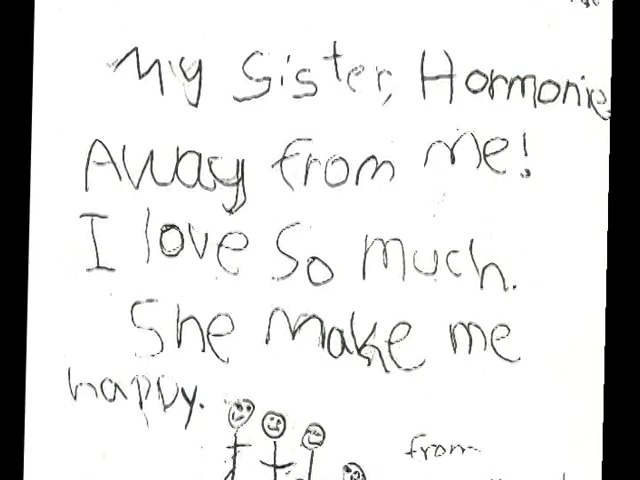 My Sister, Hormonie
Away from me!
I love So much.
She make me
happy.
from